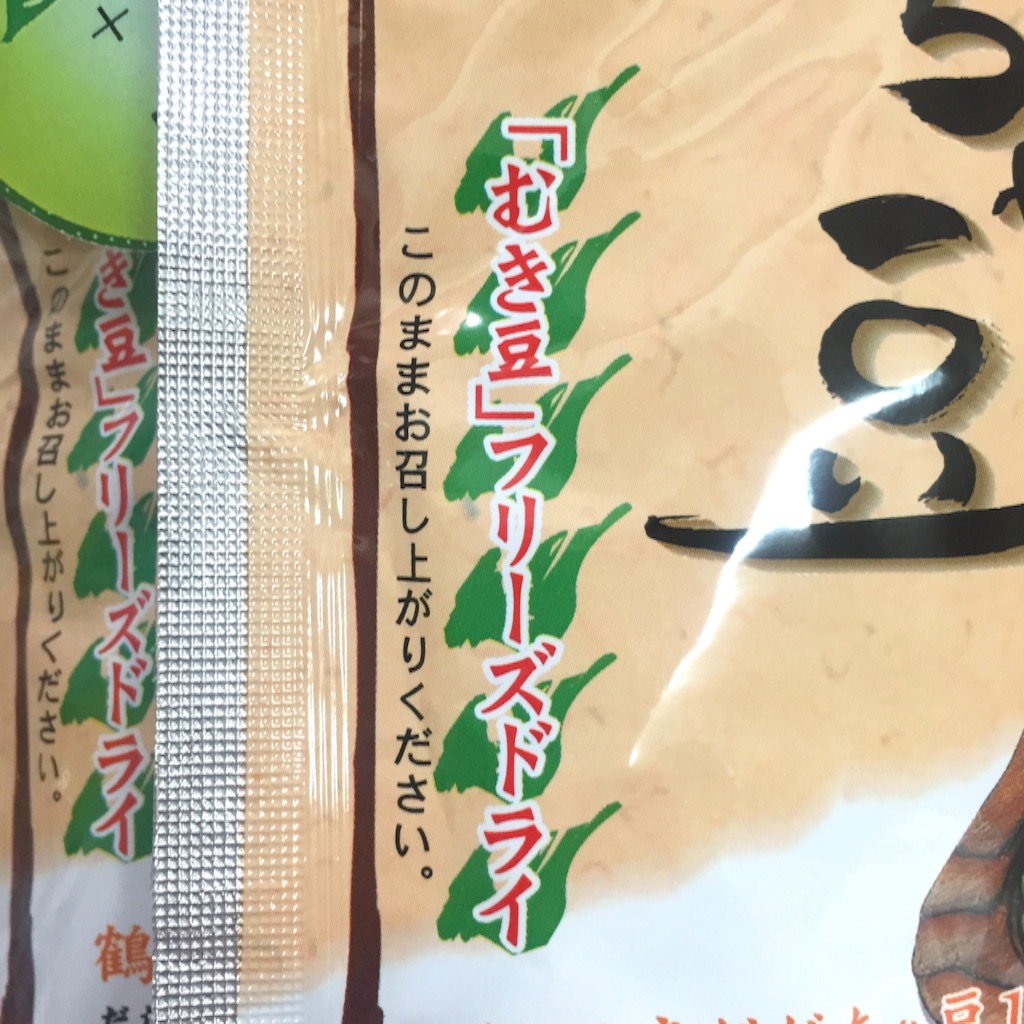 豆
「むき豆」フリーズドライ
このままお召し上がりください。
き豆」フリーズドライ
このままお召し上がりください。
鶴